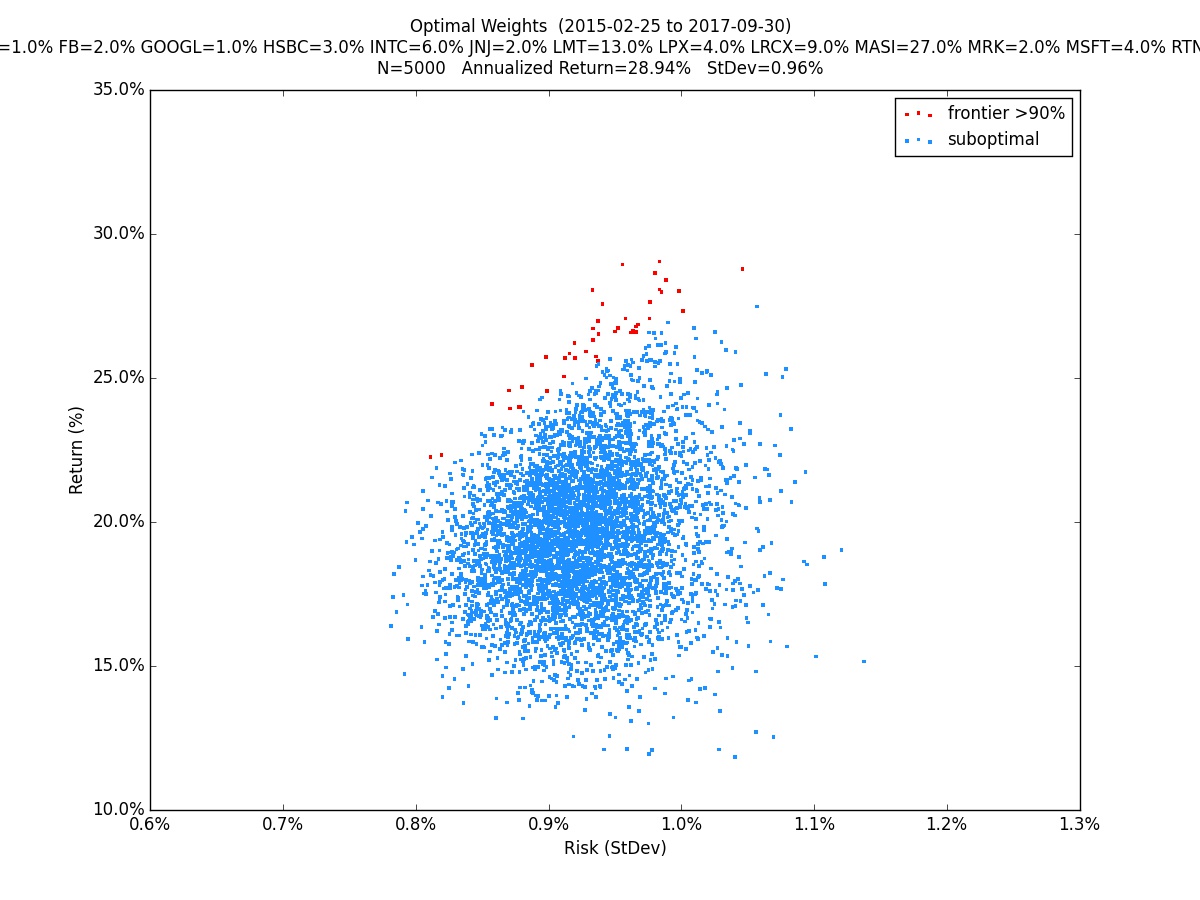 Optimal Weights (2015-02-25 to 2017-09-30)
=1.0% FB=2.0% GOOGL=1.0% HSBC=3.0% INTC=6.0% JNJ=2.0% LMT=13.0% LPX=4.0% LRCX=9.0% MASI=27.0% MRK=2.0% MSFT=4.0% RTN
N=5000 Annualized Return=28.94% StDev=0.96%
35.0%
frontier >90%
suboptimal
30.0%
25.0%
Return (%)
20.0%
15.0%
10.0%
0.6% 0.7% 0.8% 0.9% 1.0% 1.1% 1.2% 1.3%
Risk (StDev)